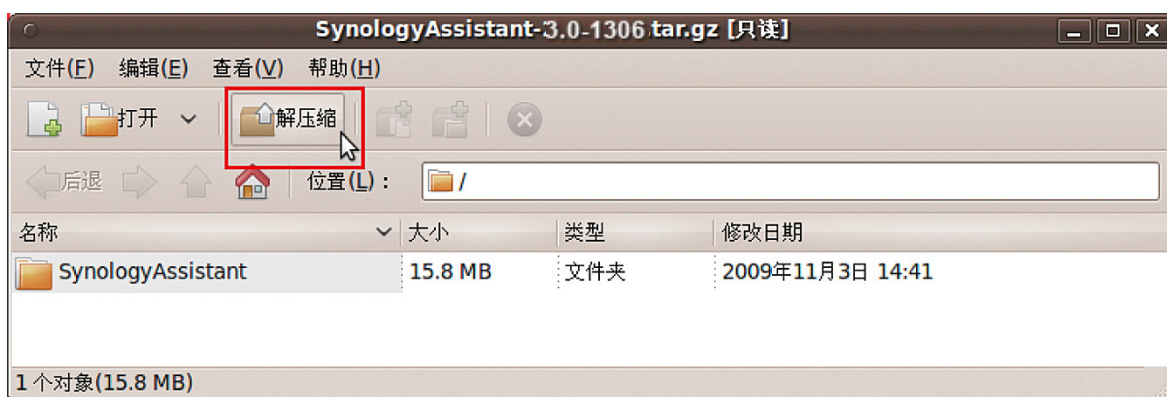 SynologyAssistant-3.0-1306.tar.gz [只读]
文件(F) 编辑(E) 查看(V) 帮助(H)
打开 解压缩
后退 位置(L)： /
名称 大小 类型 修改日期
SynologyAssistant 15.8 MB 文件夹 2009年11月3日 14:41
1 个对象(15.8 MB)